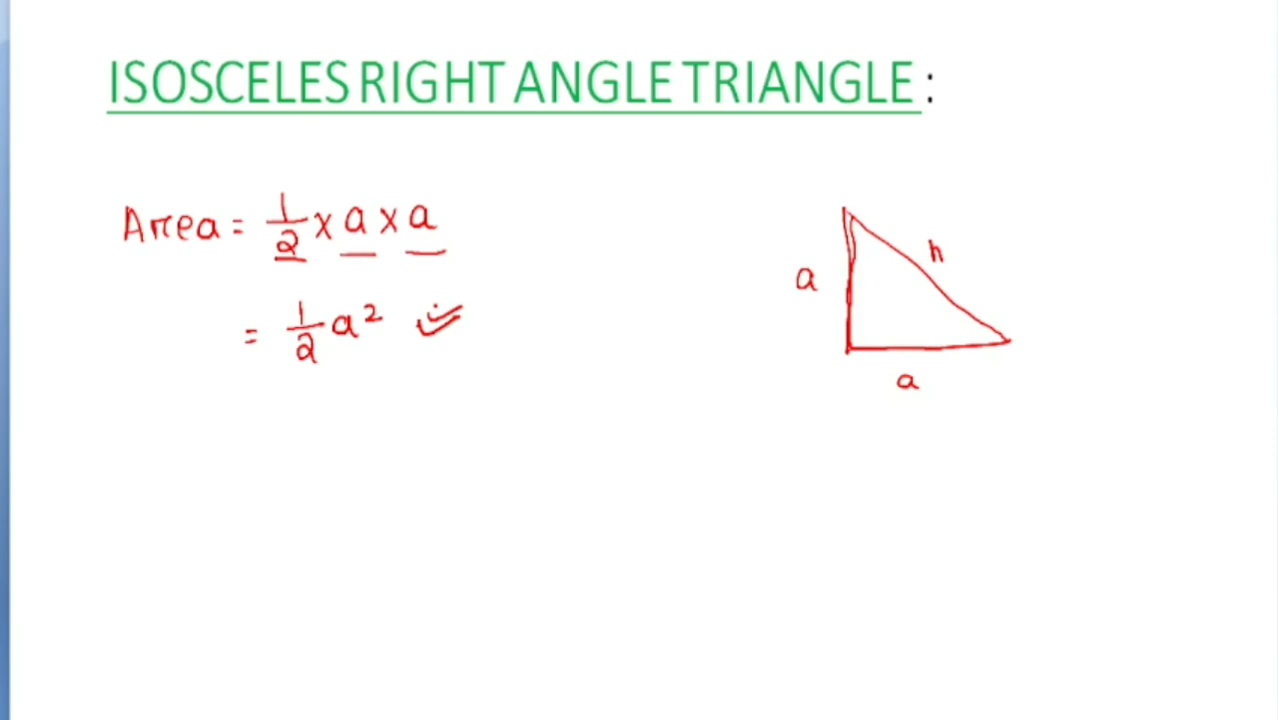 ISOSCELES RIGHT ANGLE TRIANGLE :
Area = 1/2 × a × a
= 1/2 a²
h
a
a